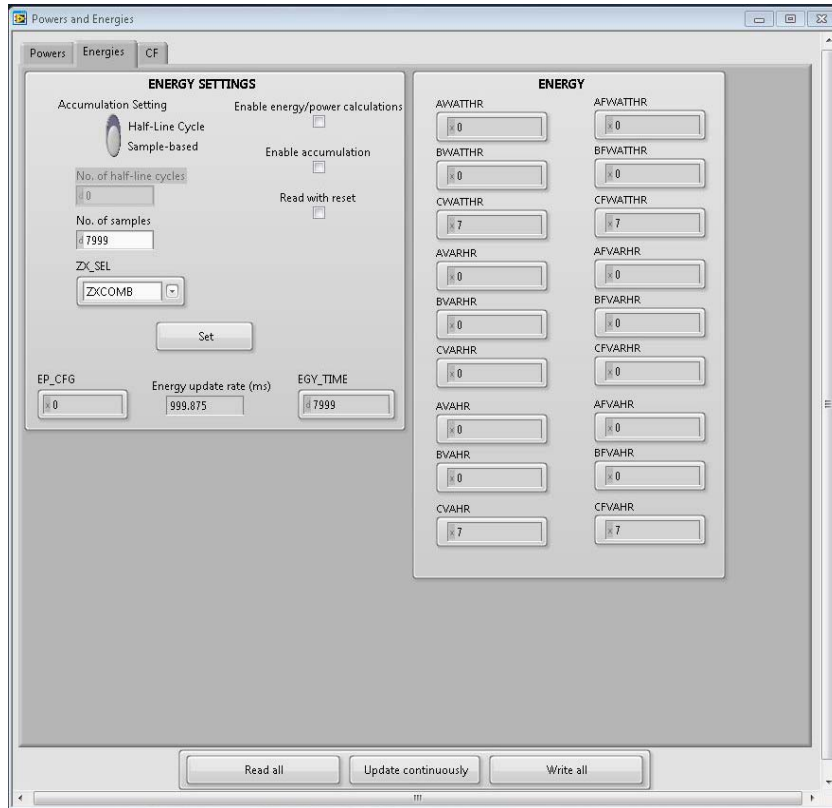 Powers and Energies
Powers Energies CF
ENERGY SETTINGS
Accumulation Setting
Half-Line Cycle
Sample-based
Enable energy/power calculations
Enable accumulation
Read with reset
No. of half-line cycles
d 0
No. of samples
d 7999
ZX_SEL
ZXCOMB
Set
EP_CFG
x 0
Energy update rate (ms)
999.875
EGY_TIME
d 7999
ENERGY
AWATTHR AFWATTHR
x 0 x 0
BWATTHR BFWATTHR
x 0 x 0
CWATTHR CFWATTHR
x 7 x 7
AVARHR AFVARHR
x 0 x 0
BVARHR BFVARHR
x 0 x 0
CVARHR CFVARHR
x 0 x 0
AVAHR AFVAHR
x 0 x 0
BVAHR BFVAHR
x 0 x 0
CVAHR CFVAHR
x 7 x 7
Read all Update continuously Write all